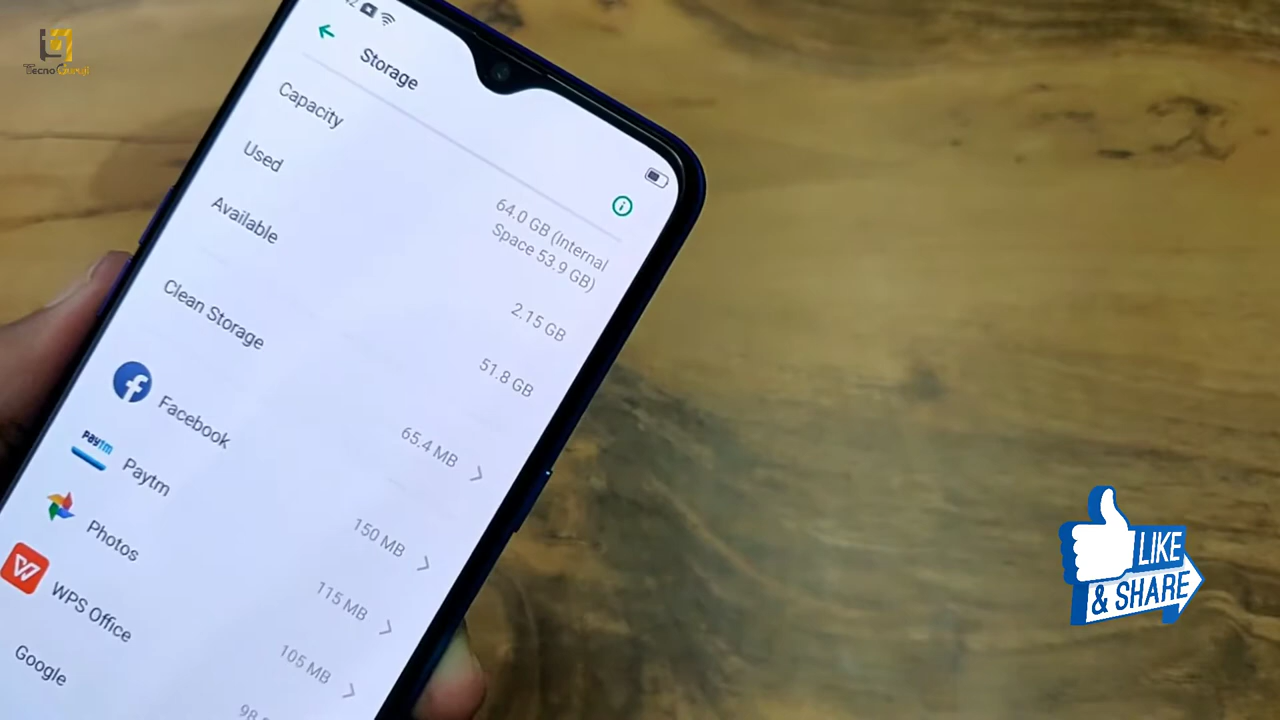 Tecno Guruji
Storage
Capacity
64.0 GB (Internal
Space 53.9 GB)
Used
2.15 GB
Available
51.8 GB
Clean Storage
65.4 MB
Facebook
150 MB
paytm
Paytm
115 MB
Photos
105 MB
WPS Office
Google
LIKE
& SHARE